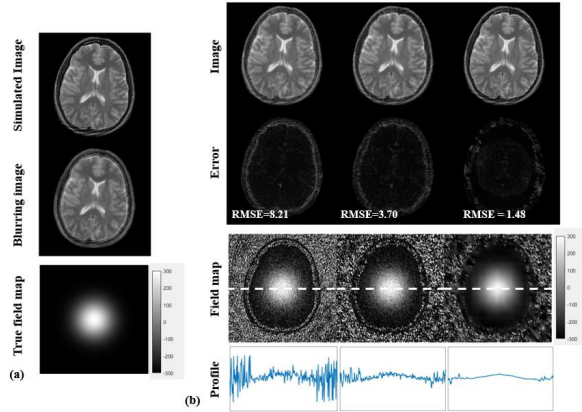 Simulated Image
Blurring image
True field map
300
200
100
0
-100
-200
-300
(a)
Image
Error
RMSE=8.21
RMSE=3.70
RMSE = 1.48
Field map
300
200
100
0
-100
-200
-300
Profile
(b)